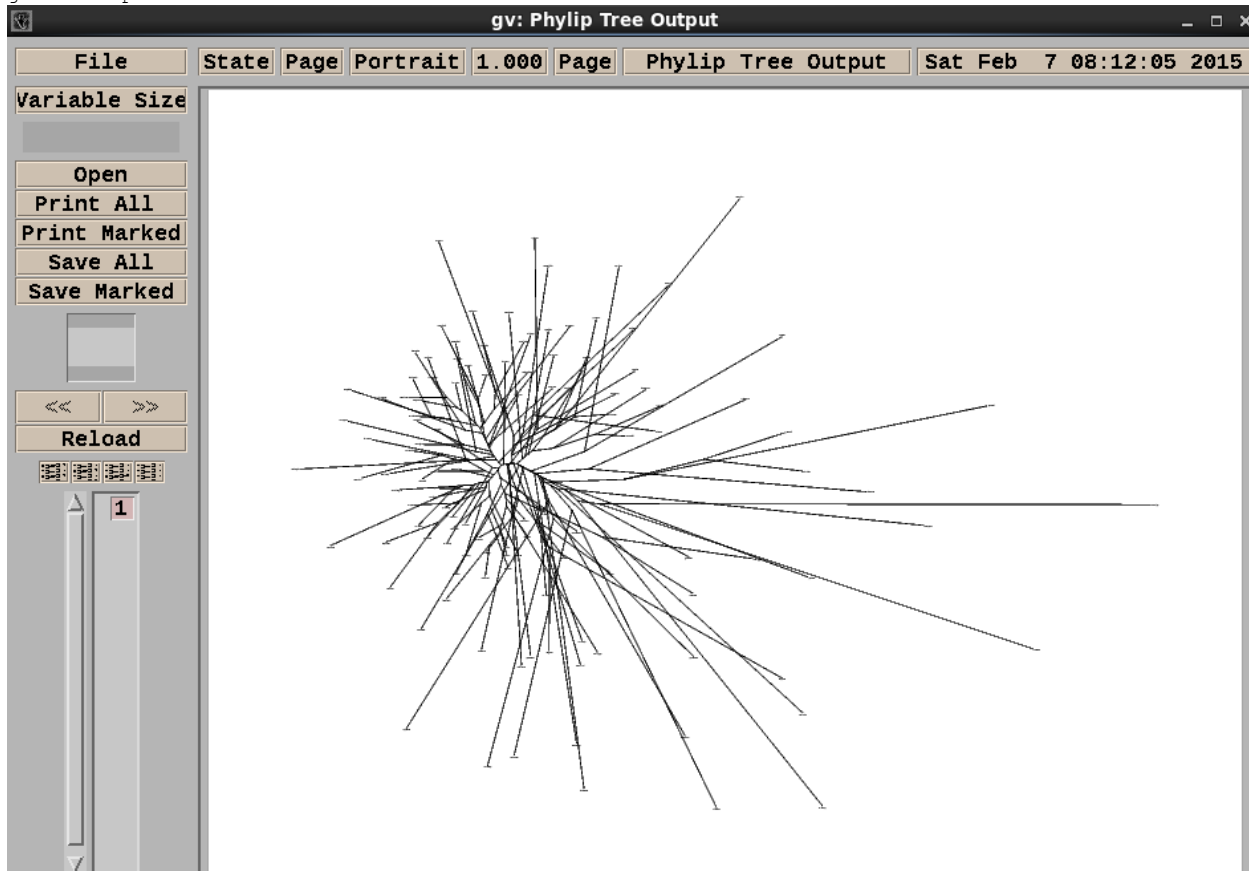 gv: Phylip Tree Output
File State Page Portrait 1.000 Page Phylip Tree Output Sat Feb 7 08:12:05 2015
Variable Size
Open
Print All
Print Marked
Save All
Save Marked
<< >>
Reload
1